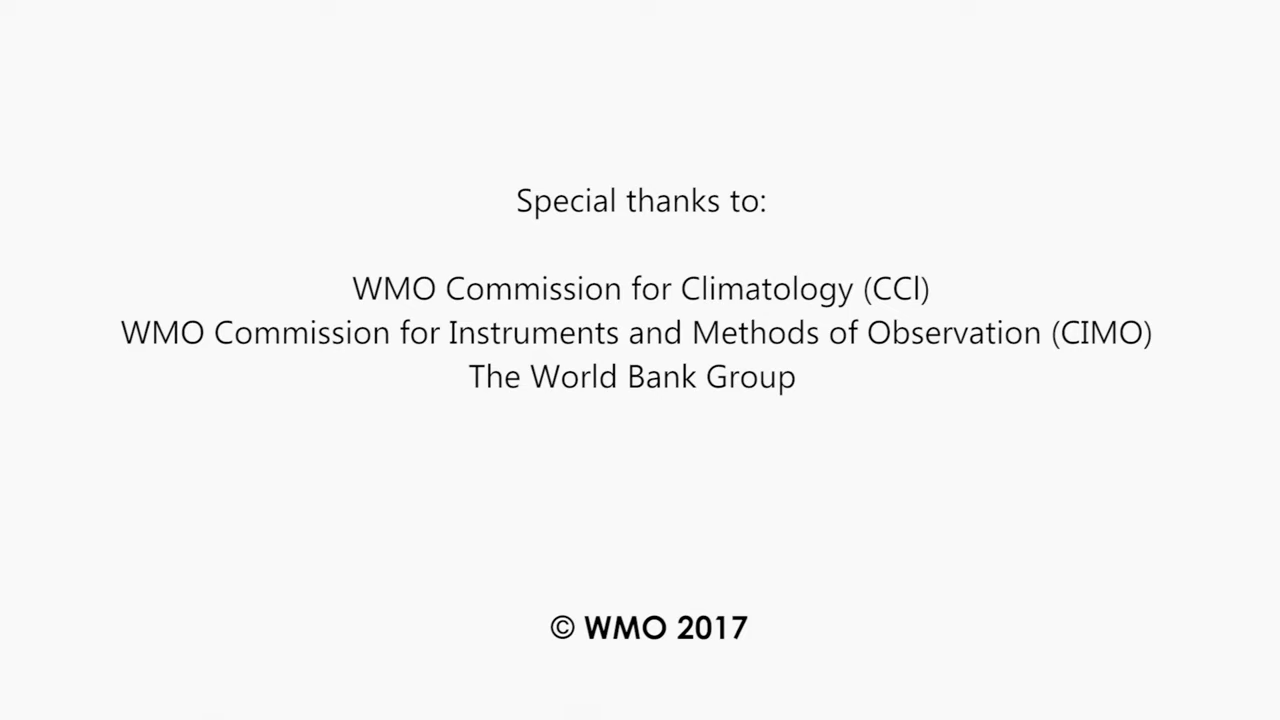 Special thanks to:
WMO Commission for Climatology (CCl)
WMO Commission for Instruments and Methods of Observation (CIMO)
The World Bank Group
© WMO 2017